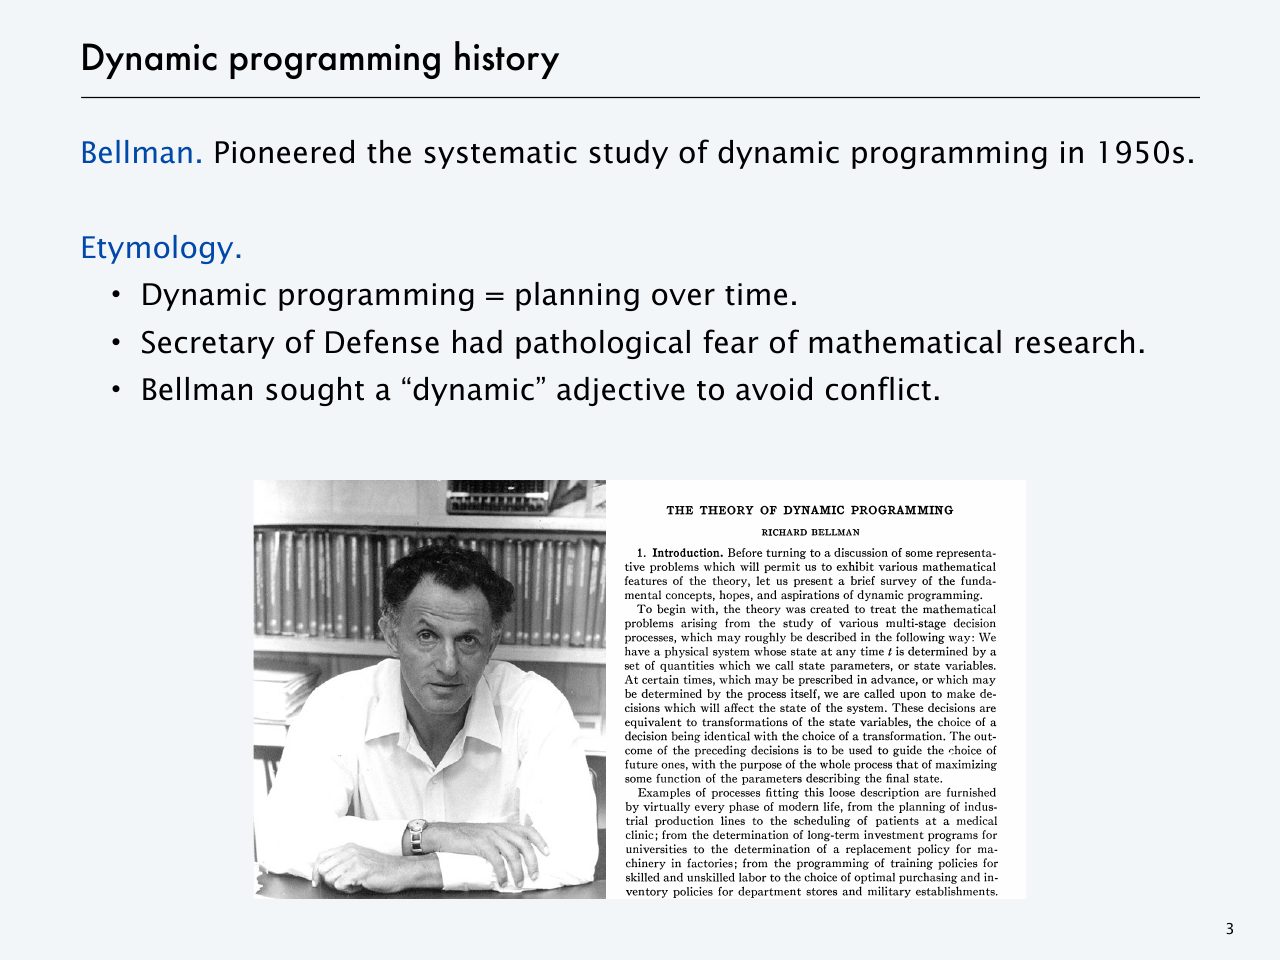 Dynamic programming history
Bellman. Pioneered the systematic study of dynamic programming in 1950s.
Etymology.
• Dynamic programming = planning over time.
• Secretary of Defense had pathological fear of mathematical research.
• Bellman sought a “dynamic” adjective to avoid conflict.
THE THEORY OF DYNAMIC PROGRAMMING
RICHARD BELLMAN
1. Introduction. Before turning to a discussion of some representa-
tive problems which will permit us to exhibit various mathematical
features of the theory, let us present a brief survey of the funda-
mental concepts, hopes, and aspirations of dynamic programming.
To begin with, the theory was created to treat the mathematical
problems arising from the study of various multi-stage decision
processes, which may roughly be described in the following way: We
have a physical system whose state at any time t is determined by a
set of quantities which we call state parameters, or state variables.
At certain times, which may be prescribed in advance, or which may
be determined by the process itself, we are called upon to make de-
cisions which will affect the state of the system. These decisions are
equivalent to transformations of the state variables, the choice of a
decision being identical with the choice of a transformation. The out-
come of the preceding decisions is to be used to guide the choice of
future ones, with the purpose of the whole process that of maximizing
some function of the parameters describing the final state.
Examples of processes fitting this loose description are furnished
by virtually every phase of modern life, from the planning of indus-
trial production lines to the scheduling of patients at a medical
clinic; from the determination of long-term investment programs for
universities to the determination of a replacement policy for ma-
chinery in factories; from the programming of training policies for
skilled and unskilled labor to the choice of optimal purchasing and in-
ventory policies for department stores and military establishments.
3